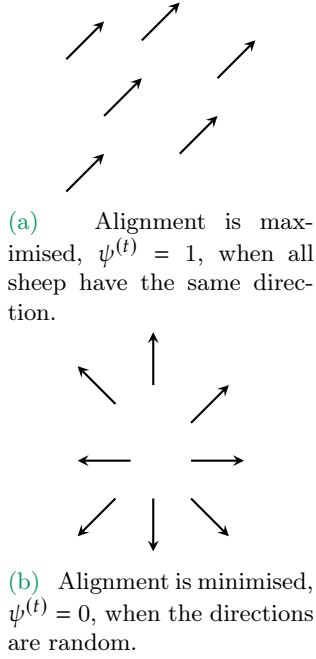 (a) Alignment is max-
imised, ψ^(t) = 1, when all
sheep have the same direc-
tion.
(b) Alignment is minimised,
ψ^(t) = 0, when the directions
are random.